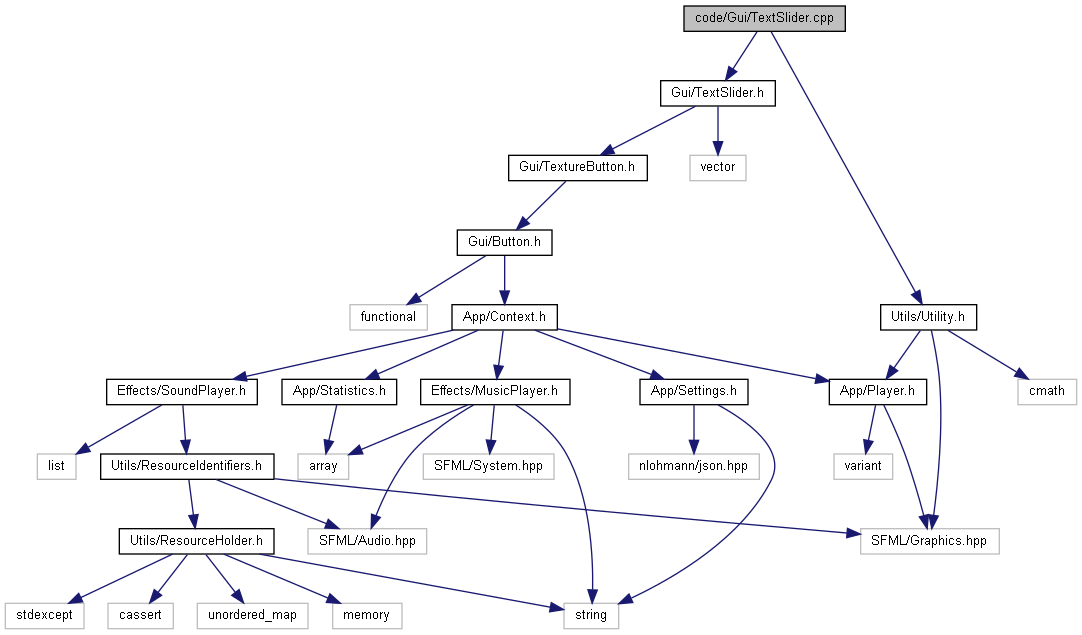 code/Gui/TextSlider.cpp
Gui/TextSlider.h
Gui/TextureButton.h
vector
Gui/Button.h
functional
App/Context.h
Utils/Utility.h
Effects/SoundPlayer.h
App/Statistics.h
Effects/MusicPlayer.h
App/Settings.h
App/Player.h
cmath
list
Utils/ResourceIdentifiers.h
array
SFML/System.hpp
nlohmann/json.hpp
variant
Utils/ResourceHolder.h
SFML/Audio.hpp
SFML/Graphics.hpp
stdexcept
cassert
unordered_map
memory
string